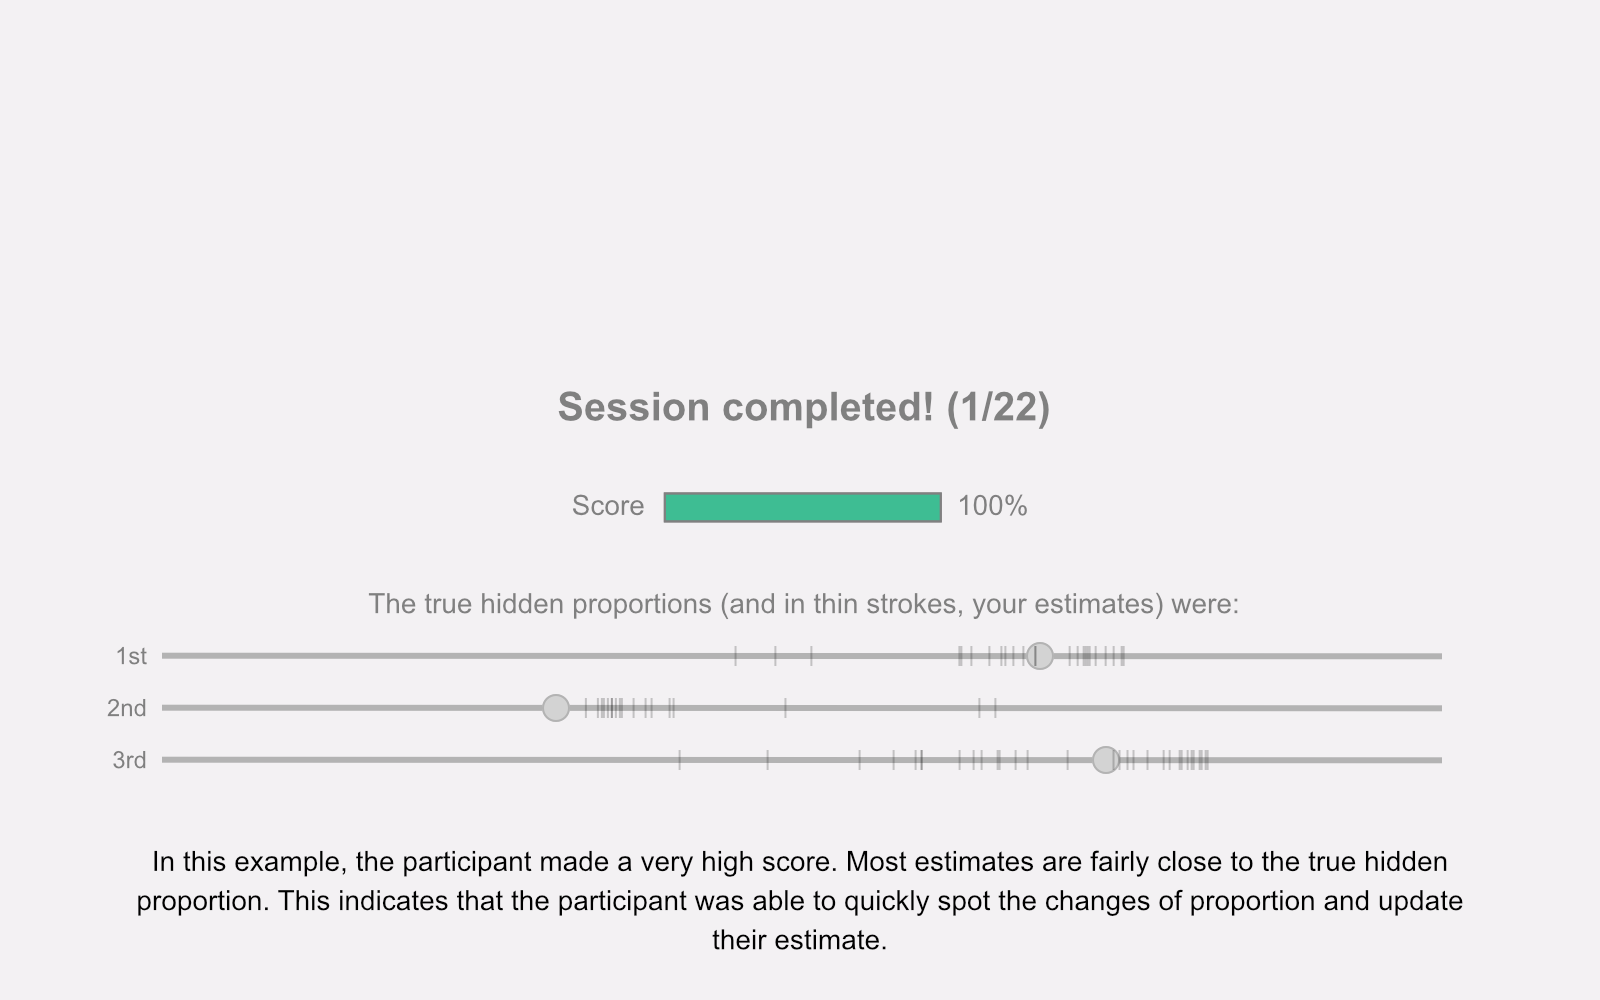 Session completed! (1/22)
Score 100%
The true hidden proportions (and in thin strokes, your estimates) were:
1st
2nd
3rd
In this example, the participant made a very high score. Most estimates are fairly close to the true hidden
proportion. This indicates that the participant was able to quickly spot the changes of proportion and update
their estimate.